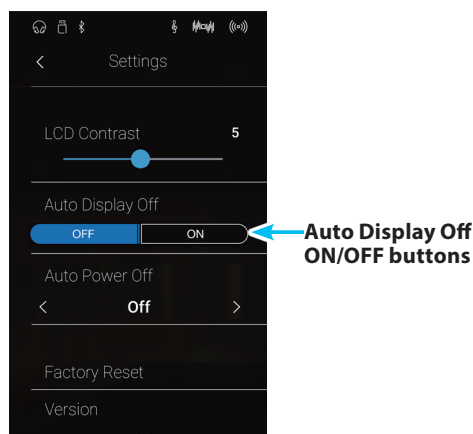 Settings
LCD Contrast 5
Auto Display Off
OFF ON
Auto Display Off
ON/OFF buttons
Auto Power Off
Off
Factory Reset
Version